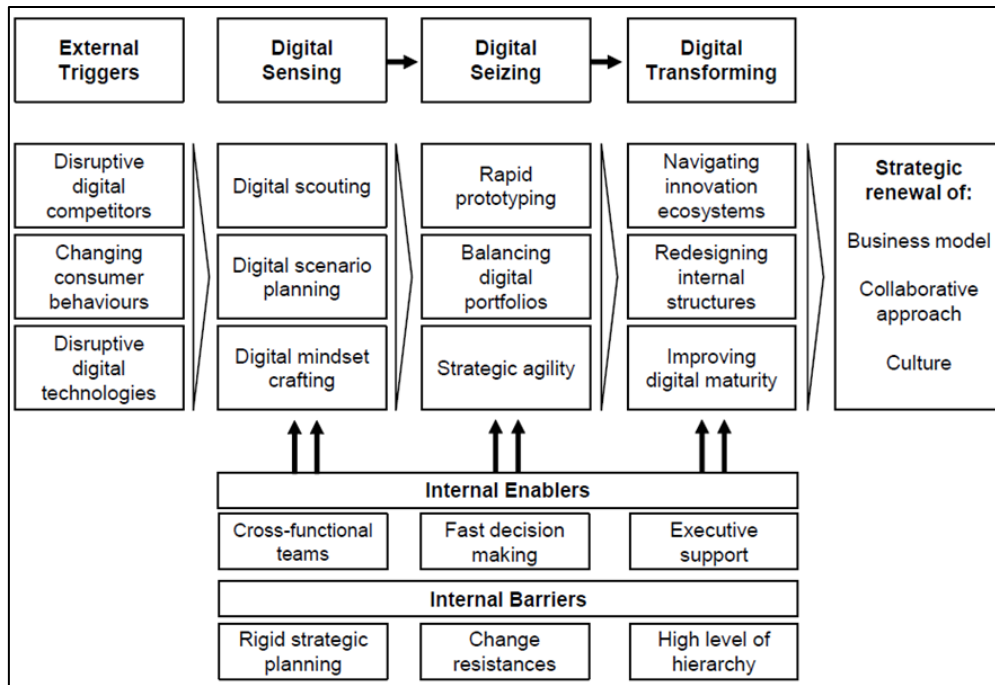 External
Triggers
Digital
Sensing
Digital
Seizing
Digital
Transforming
Disruptive
digital
competitors
Changing
consumer
behaviours
Disruptive
digital
technologies
Digital scouting
Digital scenario
planning
Digital mindset
crafting
Rapid
prototyping
Balancing
digital
portfolios
Strategic agility
Navigating
innovation
ecosystems
Redesigning
internal
structures
Improving
digital maturity
Strategic
renewal of:
Business model
Collaborative
approach
Culture
Internal Enablers
Cross-functional
teams
Fast decision
making
Executive
support
Internal Barriers
Rigid strategic
planning
Change
resistances
High level of
hierarchy